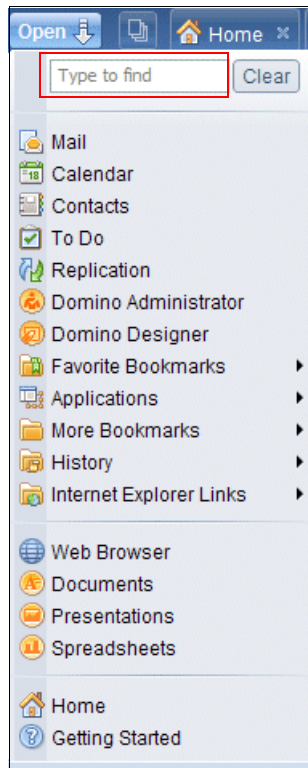 Open Home
Type to find Clear
Mail
18 Calendar
Contacts
To Do
Replication
Domino Administrator
Domino Designer
Favorite Bookmarks
Applications
More Bookmarks
History
Internet Explorer Links
Web Browser
Documents
Presentations
Spreadsheets
Home
Getting Started